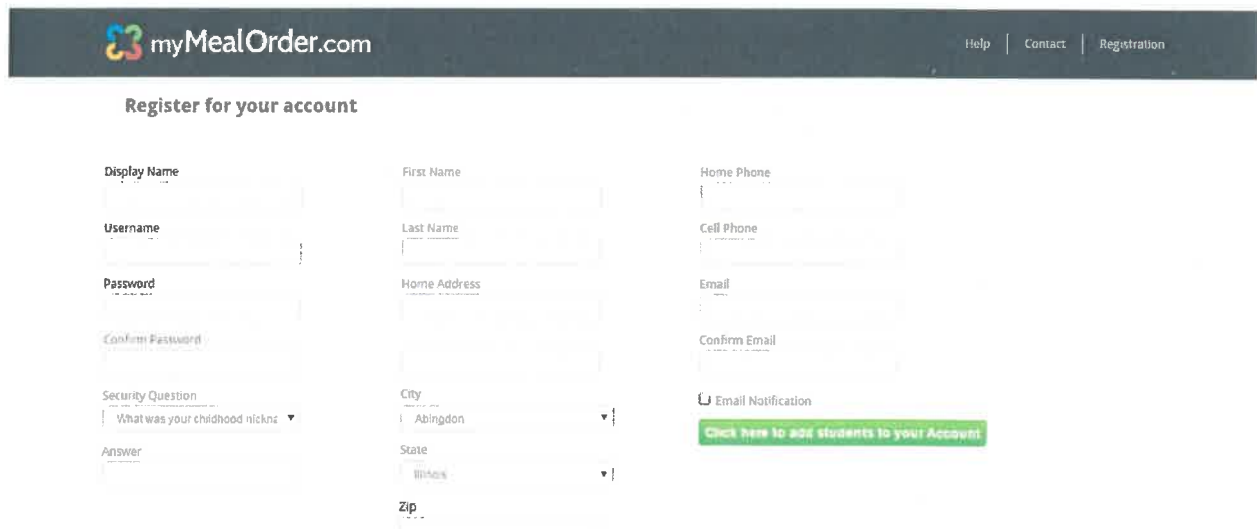 myMealOrder.com
Help | Contact | Registration
Register for your account
Display Name
Username
Password
Confirm Password
Security Question
What was your childhood nickna
Answer
First Name
Last Name
Home Address
City
Abingdon
State
Illinois
Zip
Home Phone
Cell Phone
Email
Confirm Email
Email Notification
Click here to add students to your Account